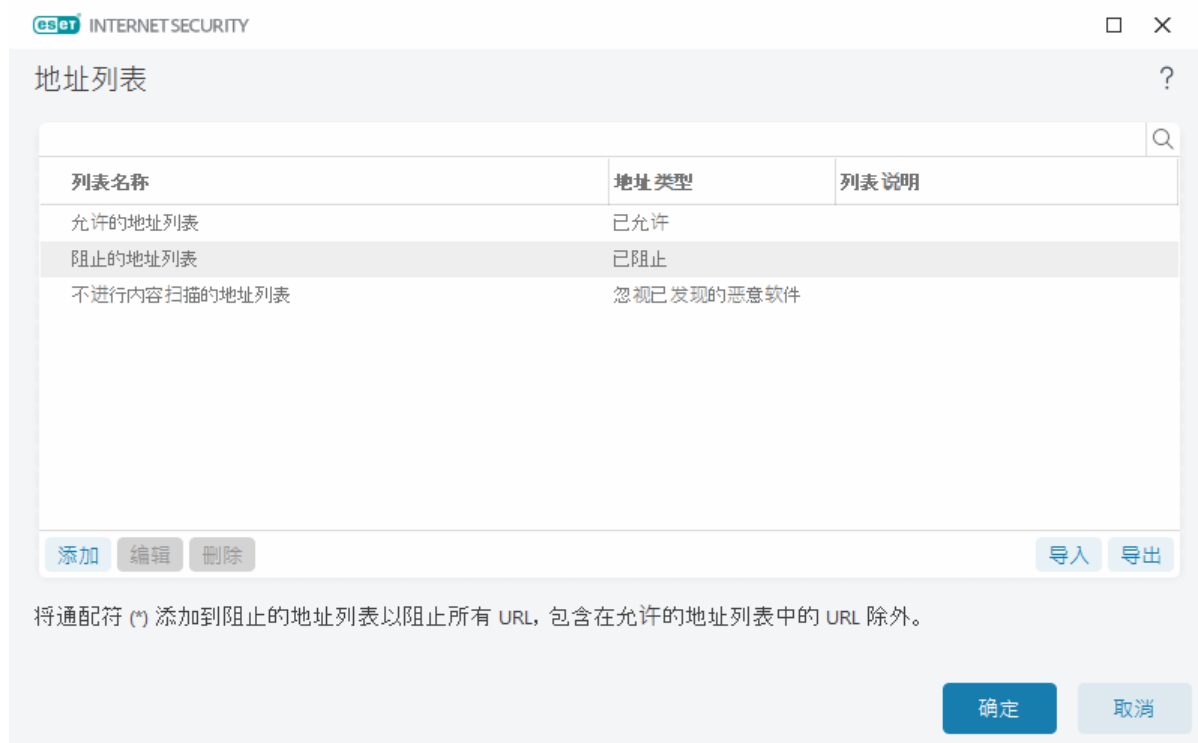 eset INTERNET SECURITY
地址列表 ?
列表名称 地址类型 列表说明
允许的地址列表 已允许
阻止的地址列表 已阻止
不进行内容扫描的地址列表 忽视已发现的恶意软件
添加 编辑 删除 导入 导出
将通配符 (*) 添加到阻止的地址列表以阻止所有 URL, 包含在允许的地址列表中的 URL 除外。
确定 取消